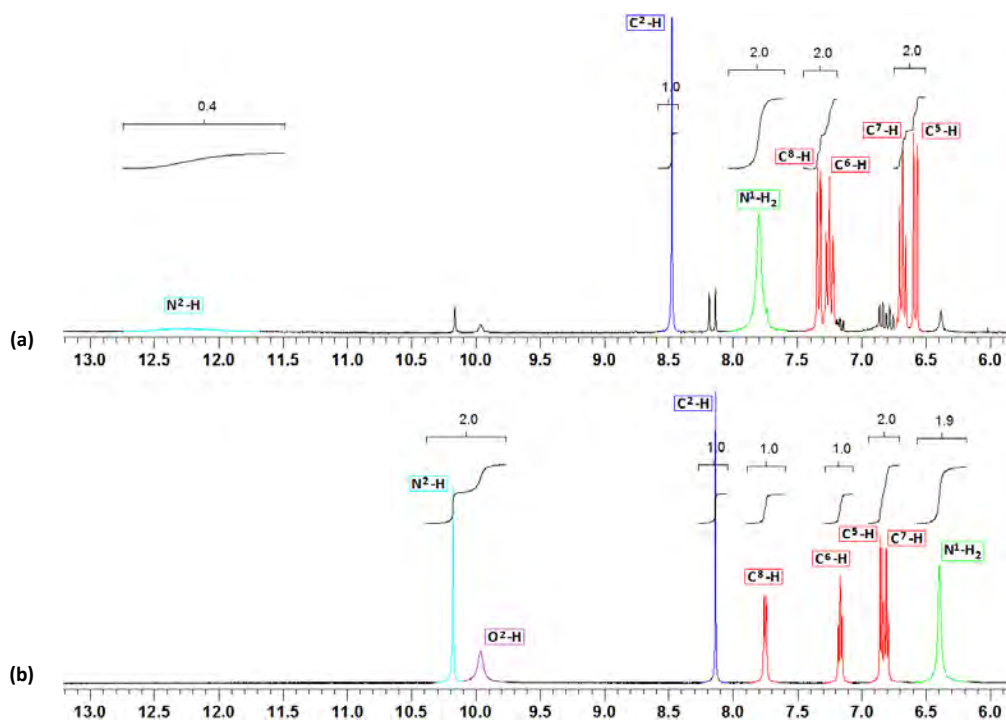 C²-H
2.0 2.0 2.0
0.4
1.0
C⁷-H C⁵-H
C⁸-H
C⁶-H
N¹-H₂
N²-H
(a)
13.0 12.5 12.0 11.5 11.0 10.5 10.0 9.5 9.0 8.5 8.0 7.5 7.0 6.5 6.0
C²-H
2.0 2.0 1.9
1.0 1.0 1.0
N²-H
C⁵-H
C⁷-H N¹-H₂
C⁸-H C⁶-H
O²-H
(b)
13.0 12.5 12.0 11.5 11.0 10.5 10.0 9.5 9.0 8.5 8.0 7.5 7.0 6.5 6.0